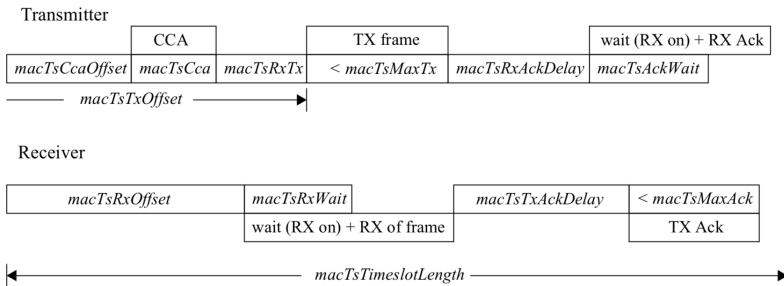 Transmitter
CCA TX frame wait (RX on) + RX Ack
macTsCcaOffset macTsCca macTsRxTx < macTsMaxTx macTsRxAckDelay macTsAckWait
macTsTxOffset
Receiver
macTsRxOffset macTsRxWait macTsTxAckDelay < macTsMaxAck
wait (RX on) + RX of frame TX Ack
macTsTimeslotLength